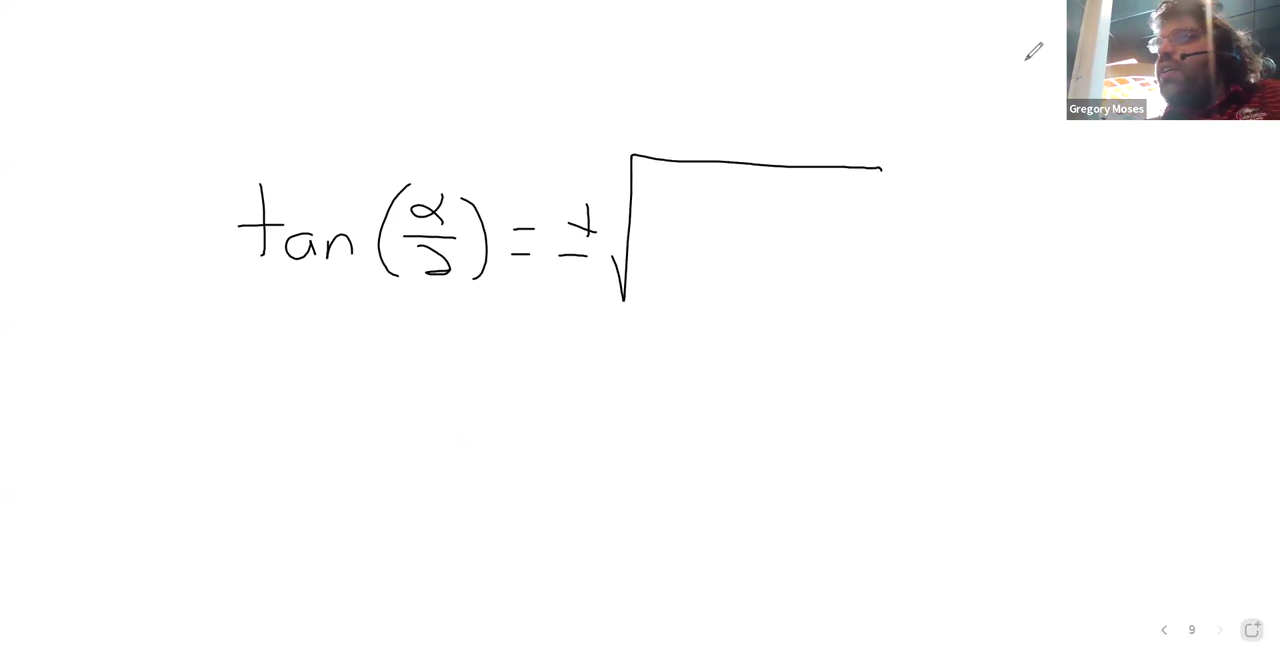 Gregory Moses
tan(α/2) = ±√
9